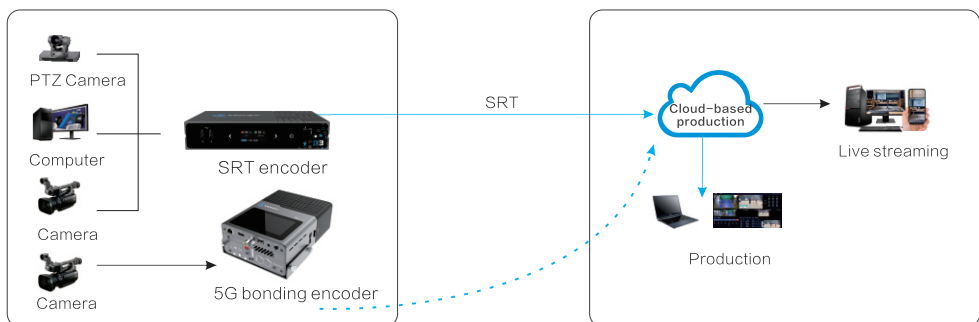 PTZ Camera
Computer
Camera
Camera
SRT encoder
5G bonding encoder
SRT
Cloud-based
production
Live streaming
Production